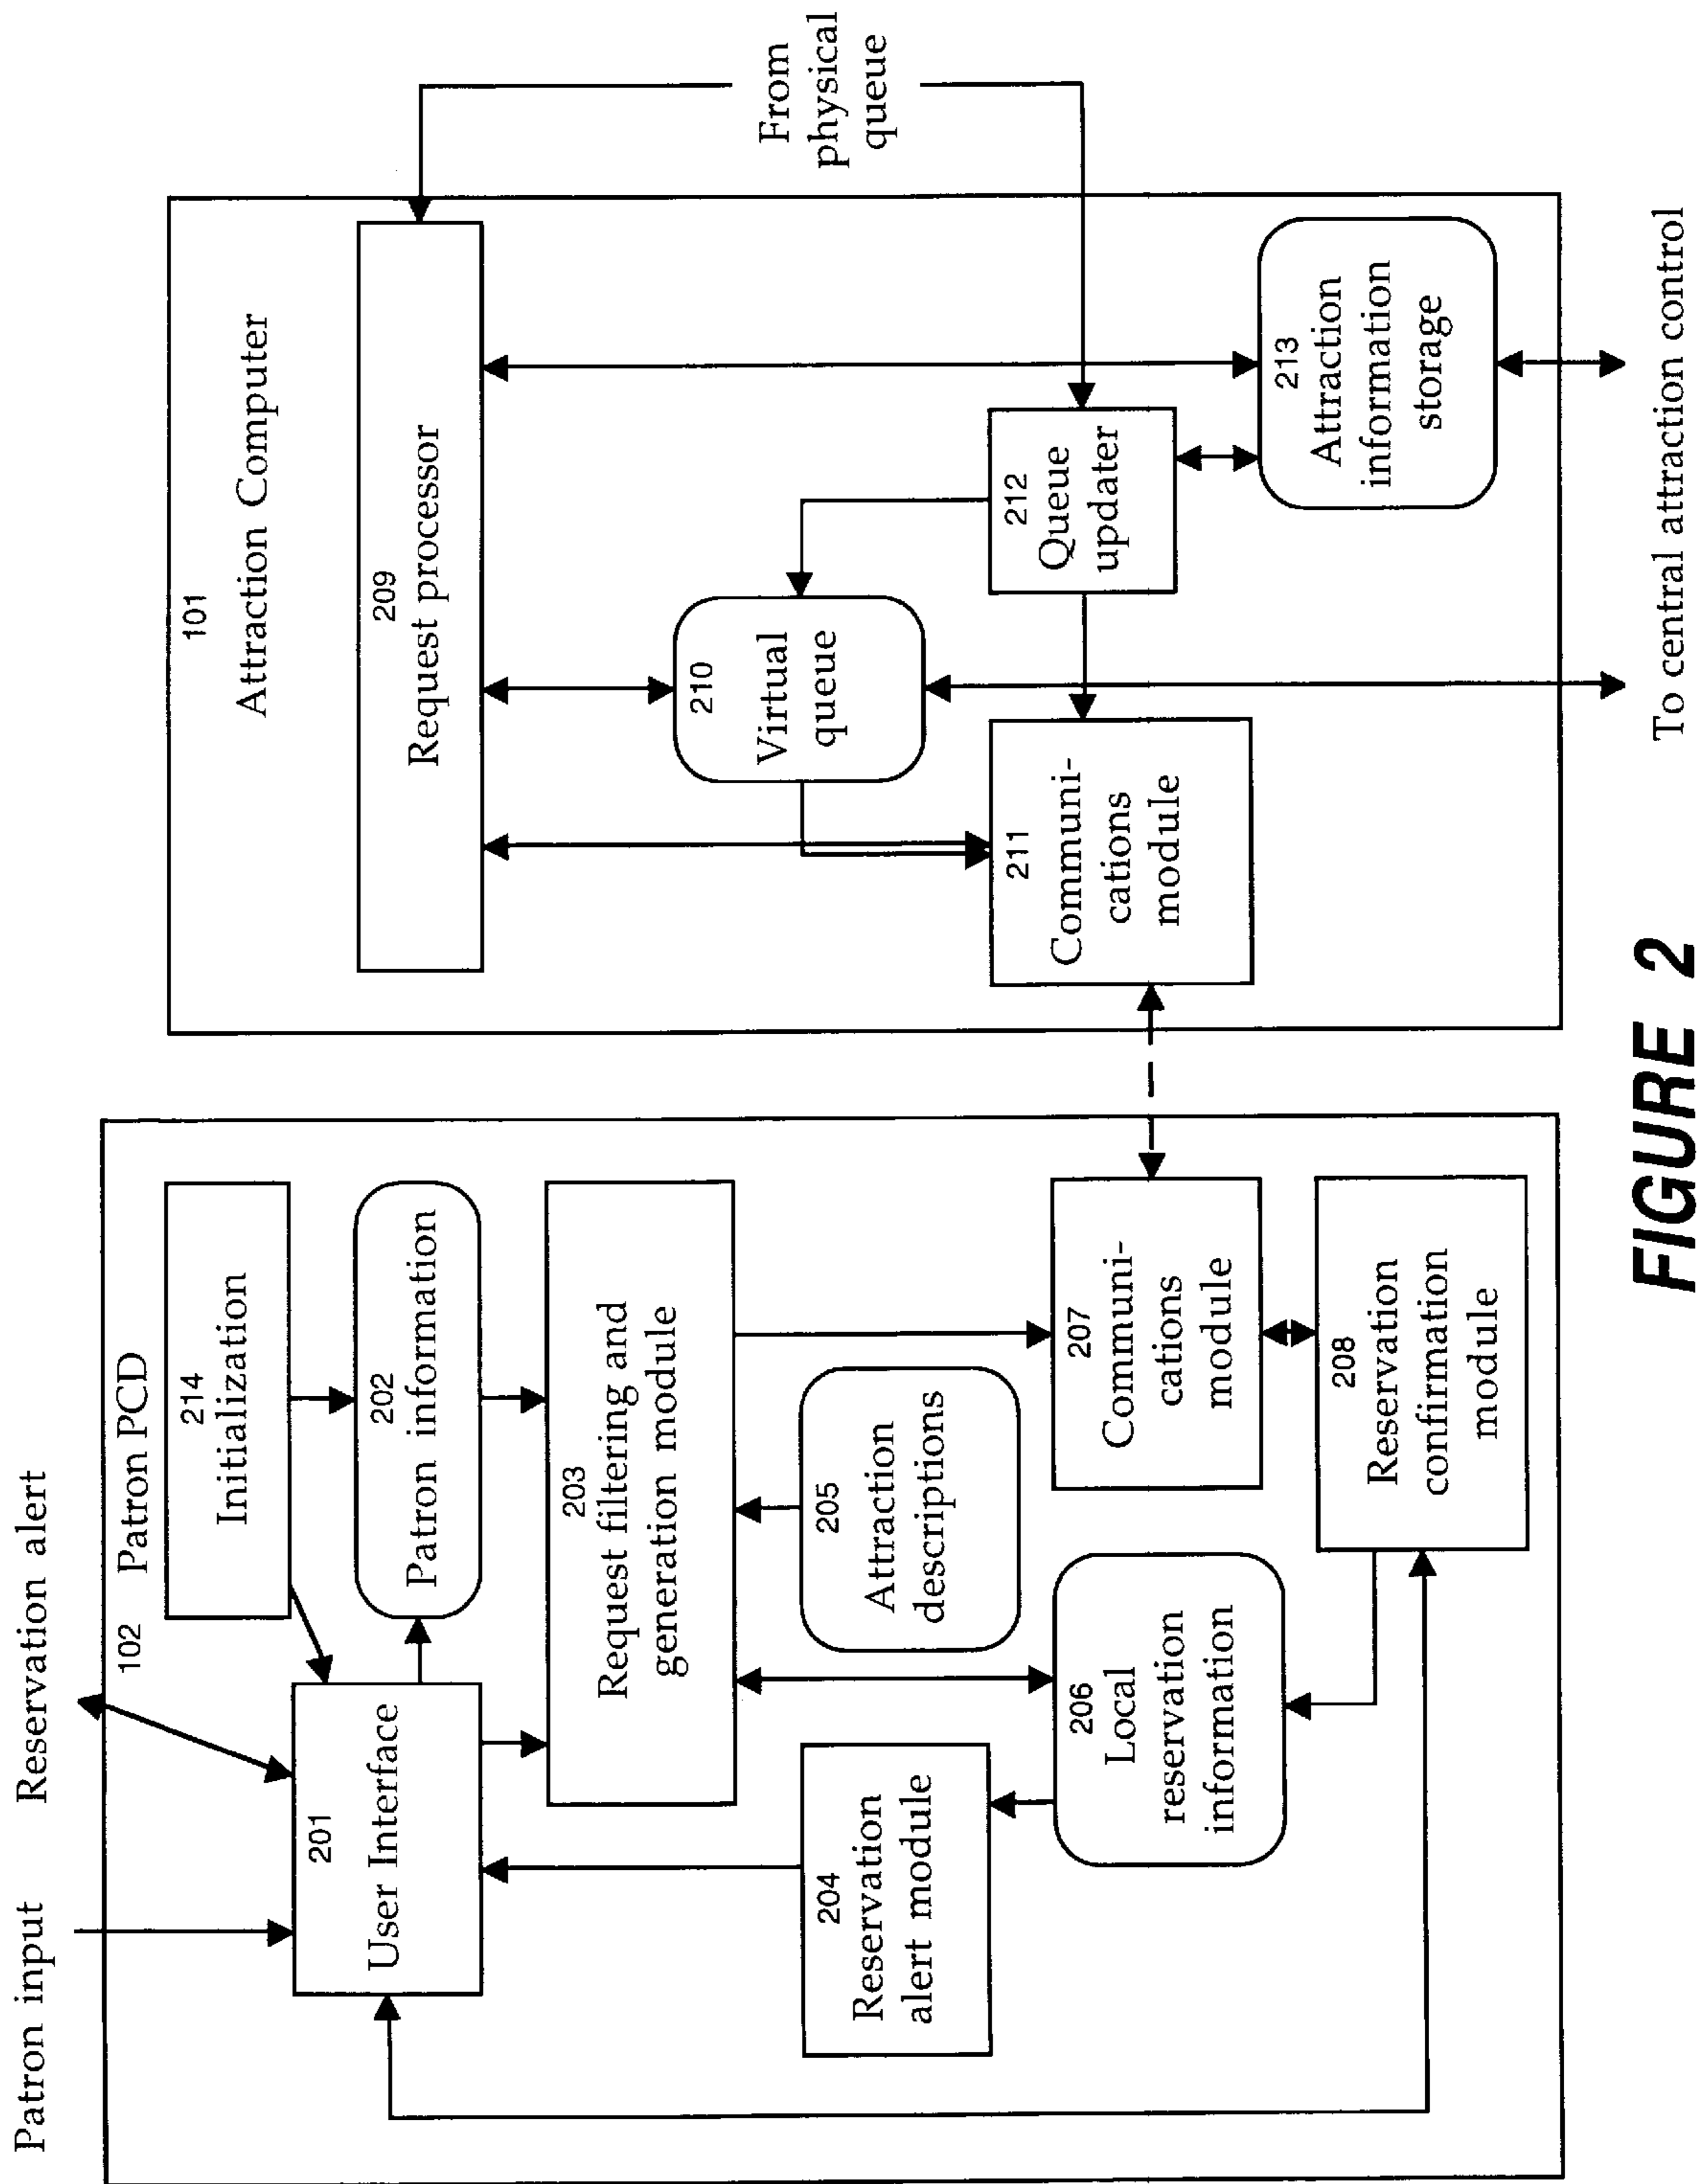 Patron input
Reservation alert
102
Patron PCD
214
Initialization
201
User Interface
202
Patron information
203
Request filtering and
generation module
204
Reservation
alert module
205
Attraction
descriptions
206
Local
reservation
information
207
Communi-
cations
module
208
Reservation
confirmation
module
101
Attraction Computer
209
Request processor
210
Virtual
queue
211
Communi-
cations
module
212
Queue
updater
213
Attraction
information
storage
From
physical
queue
To central attraction control
FIGURE 2